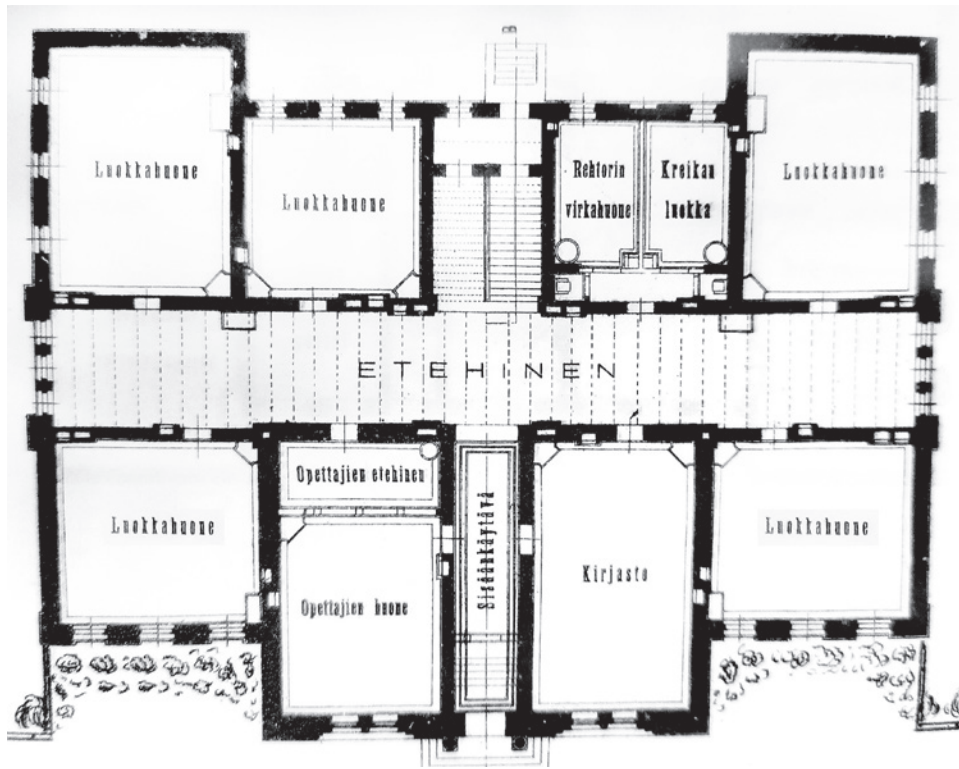 Luokkahuone
Luokkahuone
Rehtorin
virkahuone
Kreikan
luokka
Luokkahuone
ETEHINEN
Luokkahuone
Opettajien etehinen
Opettajien huone
Sisäänkäytävä
Kirjasto
Luokkahuone